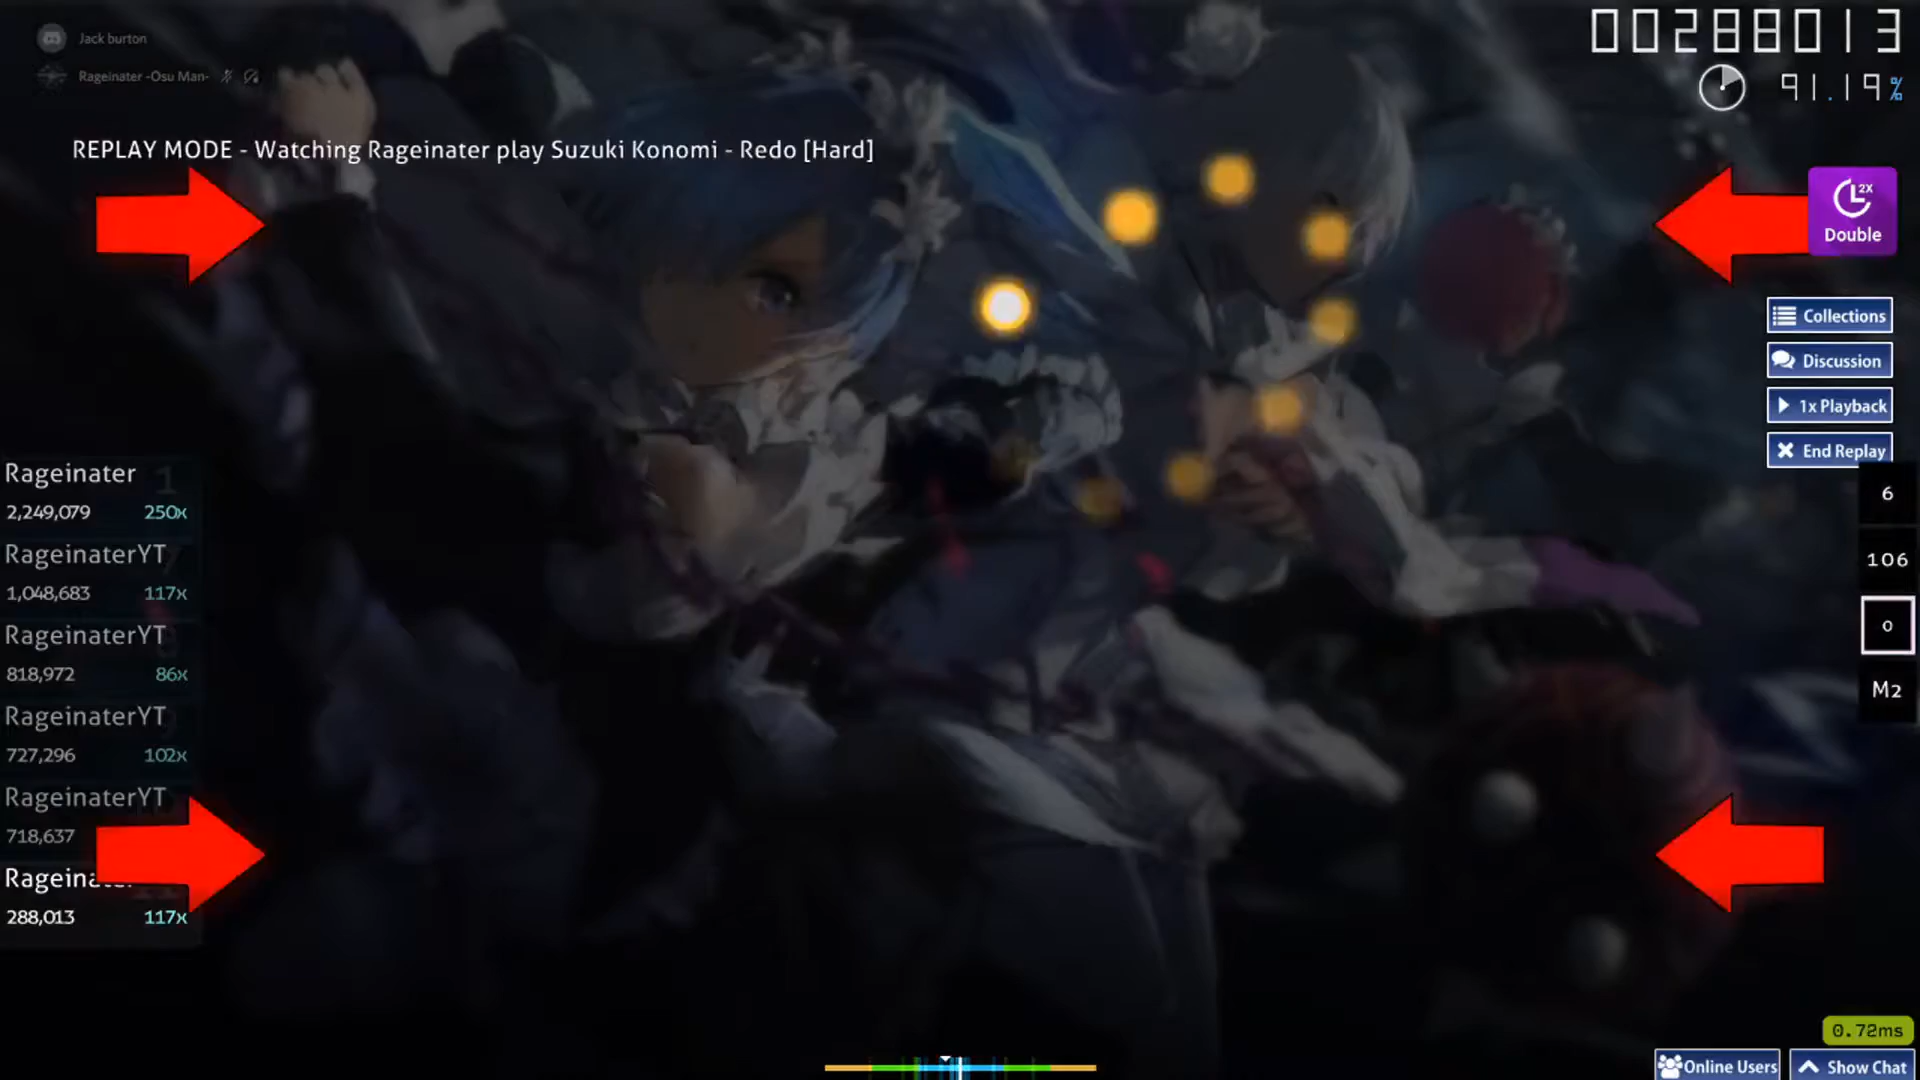 Jack burton
Rageinater -Osu Man-
00288013
91.19%
REPLAY MODE - Watching Rageinater play Suzuki Konomi - Redo [Hard]
2X
Double
Collections
Discussion
1x Playback
End Replay
Rageinater 1
2,249,079 250x
RageinaterYT
1,048,683 117x
RageinaterYT
818,972 86x
RageinaterYT
727,296 102x
RageinaterYT
718,637
288,013 117x
6
106
0
M2
0.72ms
Online Users
Show Chat